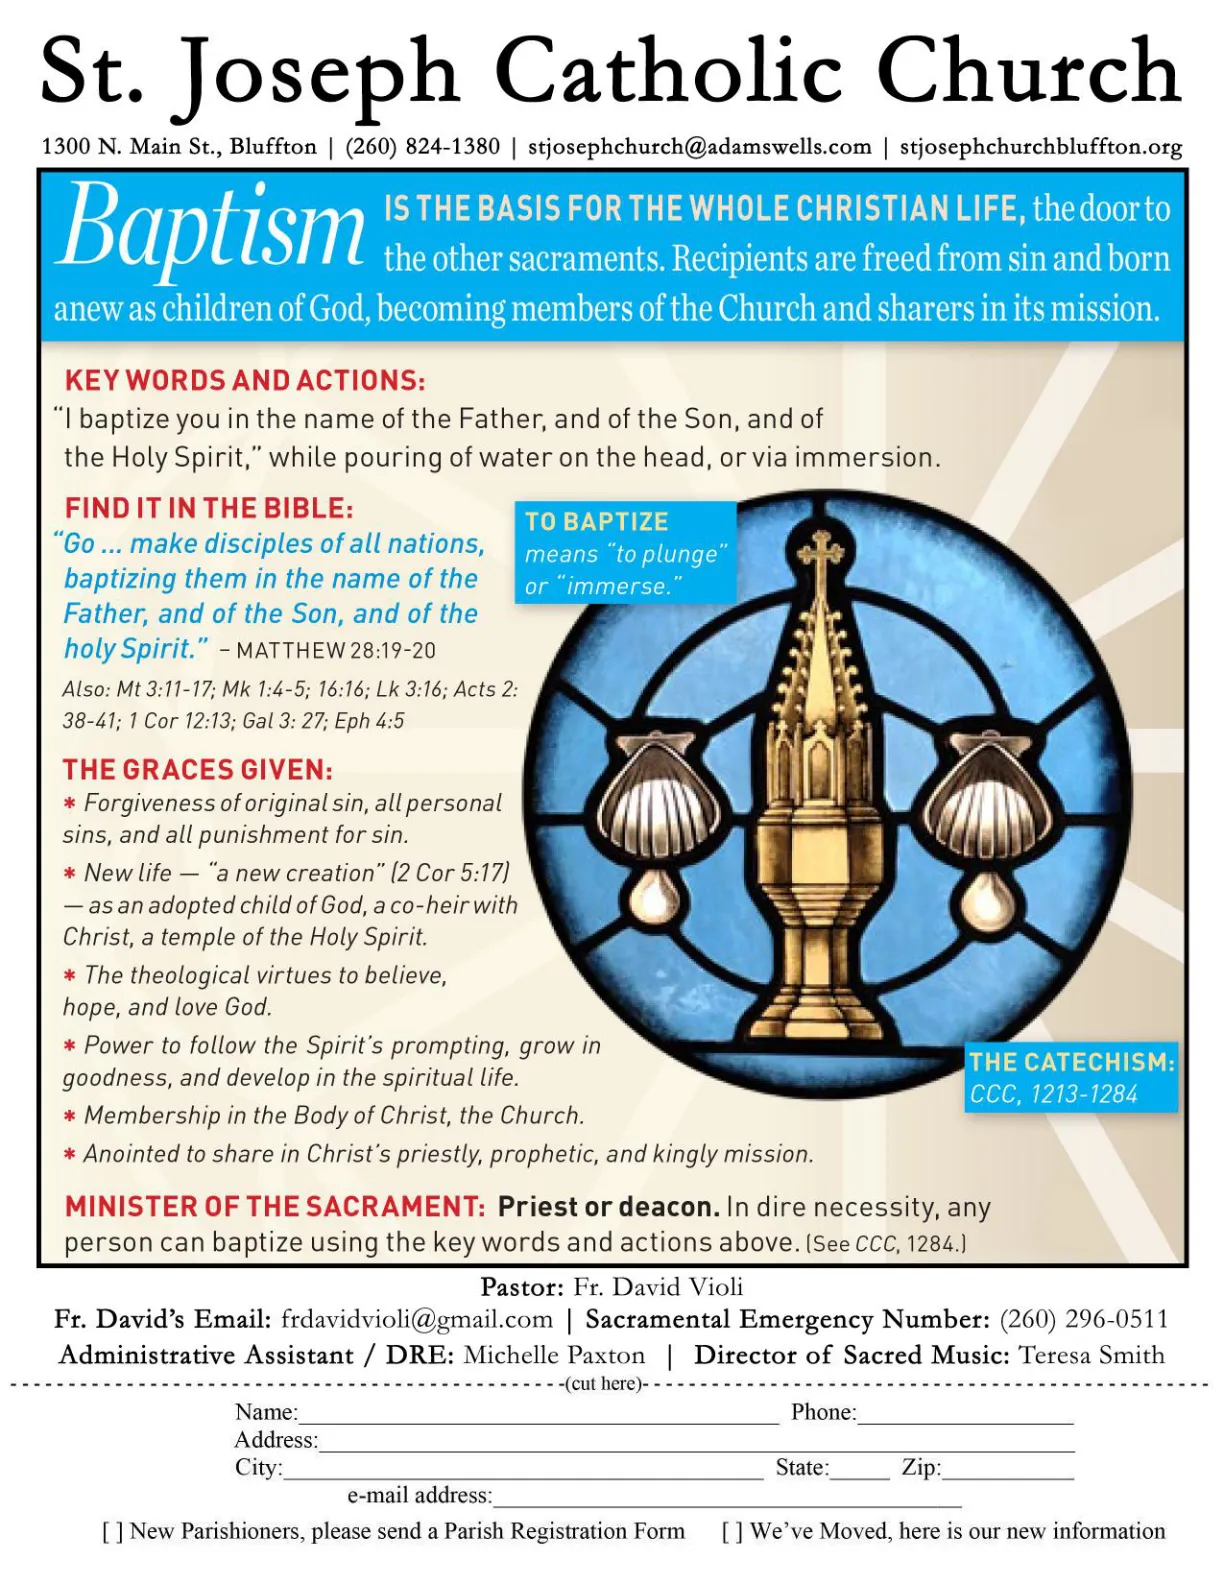 St. Joseph Catholic Church
1300 N. Main St., Bluffton | (260) 824-1380 | stjosephchurch@adamswells.com | stjosephchurchbluffton.org
Baptism IS THE BASIS FOR THE WHOLE CHRISTIAN LIFE, the door to
the other sacraments. Recipients are freed from sin and born
anew as children of God, becoming members of the Church and sharers in its mission.
KEY WORDS AND ACTIONS:
“I baptize you in the name of the Father, and of the Son, and of
the Holy Spirit,” while pouring of water on the head, or via immersion.
FIND IT IN THE BIBLE:
“Go ... make disciples of all nations,
baptizing them in the name of the
Father, and of the Son, and of the
holy Spirit.” – MATTHEW 28:19-20
Also: Mt 3:11-17; Mk 1:4-5; 16:16; Lk 3:16; Acts 2:
38-41; 1 Cor 12:13; Gal 3: 27; Eph 4:5
TO BAPTIZE
means “to plunge”
or “immerse.”
THE GRACES GIVEN:
* Forgiveness of original sin, all personal
sins, and all punishment for sin.
* New life — “a new creation” (2 Cor 5:17)
— as an adopted child of God, a co-heir with
Christ, a temple of the Holy Spirit.
* The theological virtues to believe,
hope, and love God.
* Power to follow the Spirit’s prompting, grow in
goodness, and develop in the spiritual life.
* Membership in the Body of Christ, the Church.
* Anointed to share in Christ’s priestly, prophetic, and kingly mission.
THE CATECHISM:
CCC, 1213-1284
MINISTER OF THE SACRAMENT: Priest or deacon. In dire necessity, any
person can baptize using the key words and actions above. (See CCC, 1284.)
Pastor: Fr. David Violi
Fr. David’s Email: frdavidvioli@gmail.com | Sacramental Emergency Number: (260) 296-0511
Administrative Assistant / DRE: Michelle Paxton | Director of Sacred Music: Teresa Smith
(cut here)
Name: Phone:
Address:
City: State: Zip:
e-mail address:
[ ] New Parishioners, please send a Parish Registration Form [ ] We’ve Moved, here is our new information